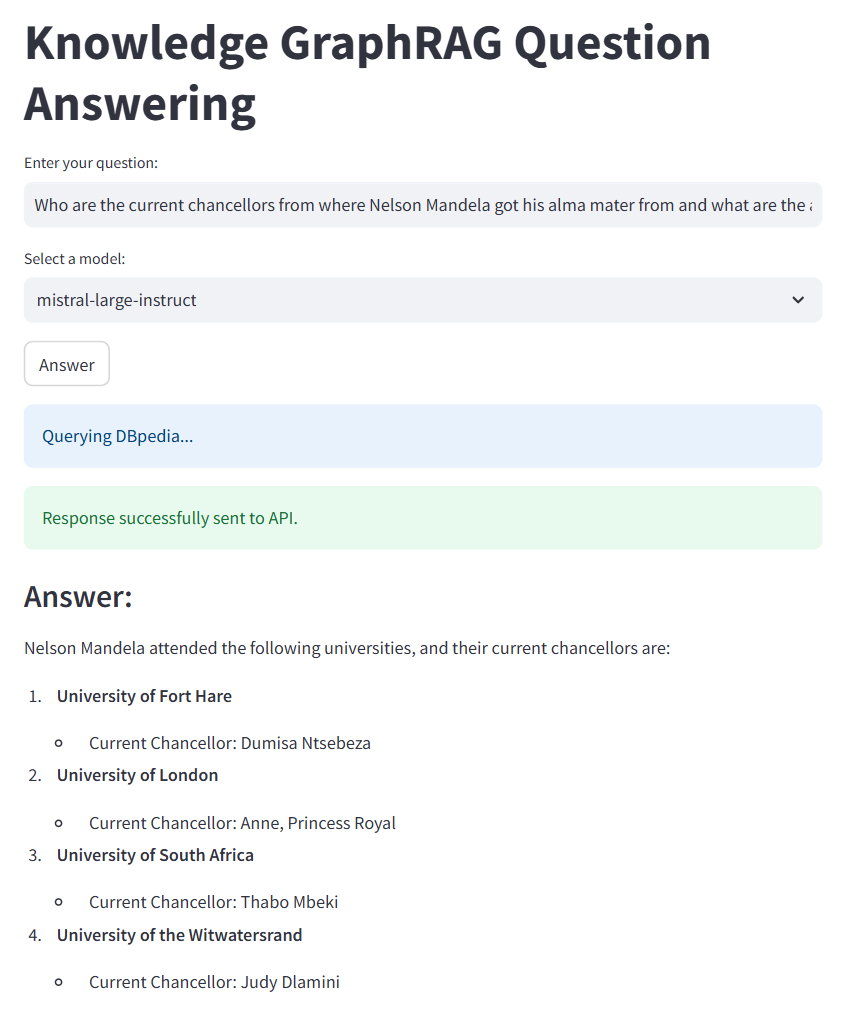 Knowledge GraphRAG Question
Answering
Enter your question:
Who are the current chancellors from where Nelson Mandela got his alma mater from and what are the
Select a model:
mistral-large-instruct
Answer
Querying DBpedia...
Response successfully sent to API.
Answer:
Nelson Mandela attended the following universities, and their current chancellors are:
1. University of Fort Hare
Current Chancellor: Dumisa Ntsebeza
2. University of London
Current Chancellor: Anne, Princess Royal
3. University of South Africa
Current Chancellor: Thabo Mbeki
4. University of the Witwatersrand
Current Chancellor: Judy Dlamini